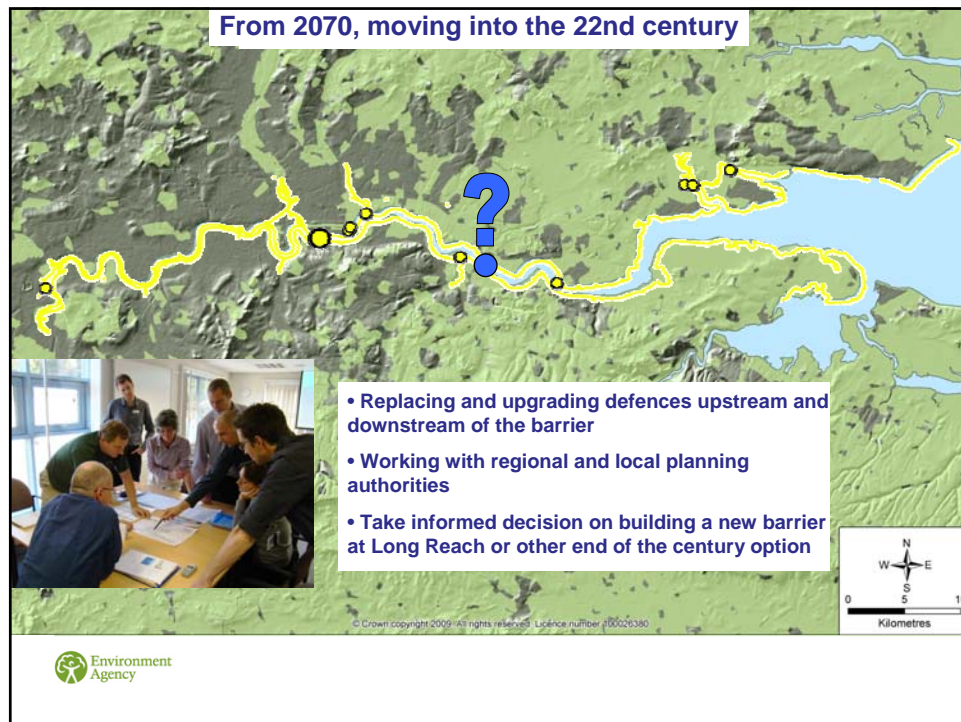 From 2070, moving into the 22nd century
?
• Replacing and upgrading defences upstream and
downstream of the barrier
• Working with regional and local planning
authorities
• Take informed decision on building a new barrier
at Long Reach or other end of the century option
N
W E
S
0 5 10
Kilometres
© Crown copyright 2009. All rights reserved. Licence number 100026380
Environment
Agency